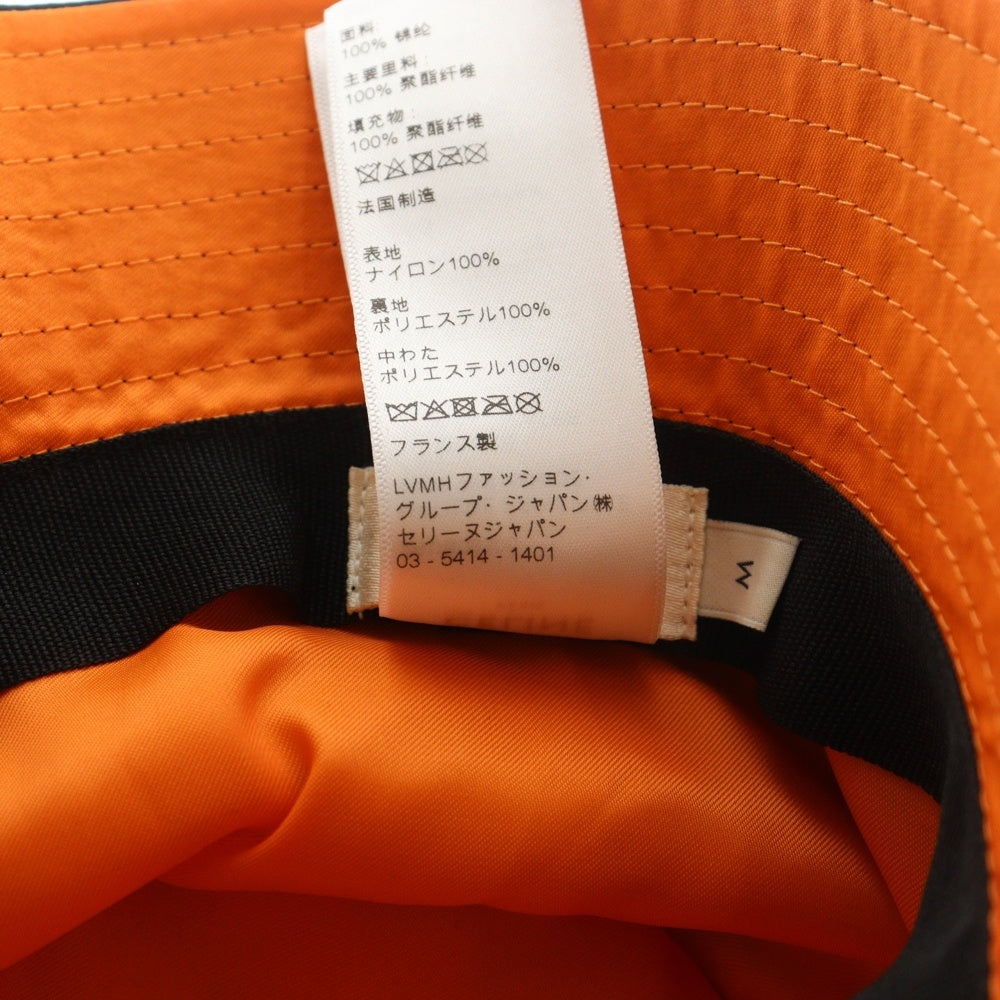 面料:
100% 锦纶
主要里料:
100% 聚酯纤维
填充物:
100% 聚酯纤维
法国制造
表地
ナイロン100%
裏地
ポリエステル100%
中わた
ポリエステル100%
フランス製
LVMHファッション・
グループ・ジャパン㈱
セリーヌジャパン
03 - 5414 - 1401
M